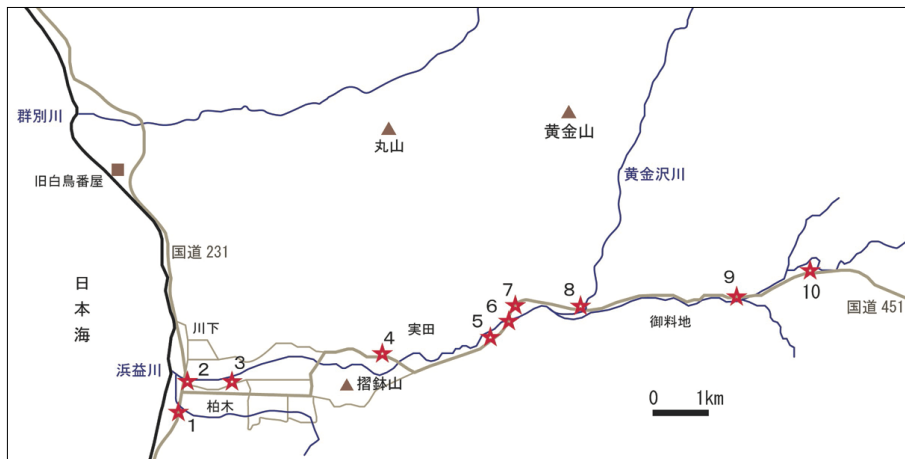 群別川
丸山
黄金山
旧白鳥番屋
黄金沢川
国道 231
日
本
海
川下
実田
浜益川
摺鉢山
柏木
御料地
国道 451
1
2
3
4
5
6
7
8
9
10
0 1km